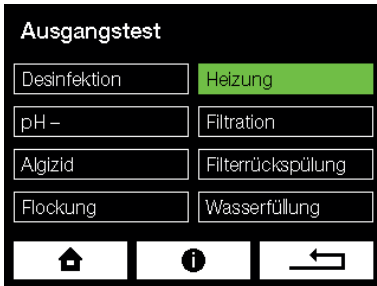 Ausgangstest
Desinfektion
Heizung
pH –
Filtration
Algizid
Filterrückspülung
Flockung
Wasserfüllung